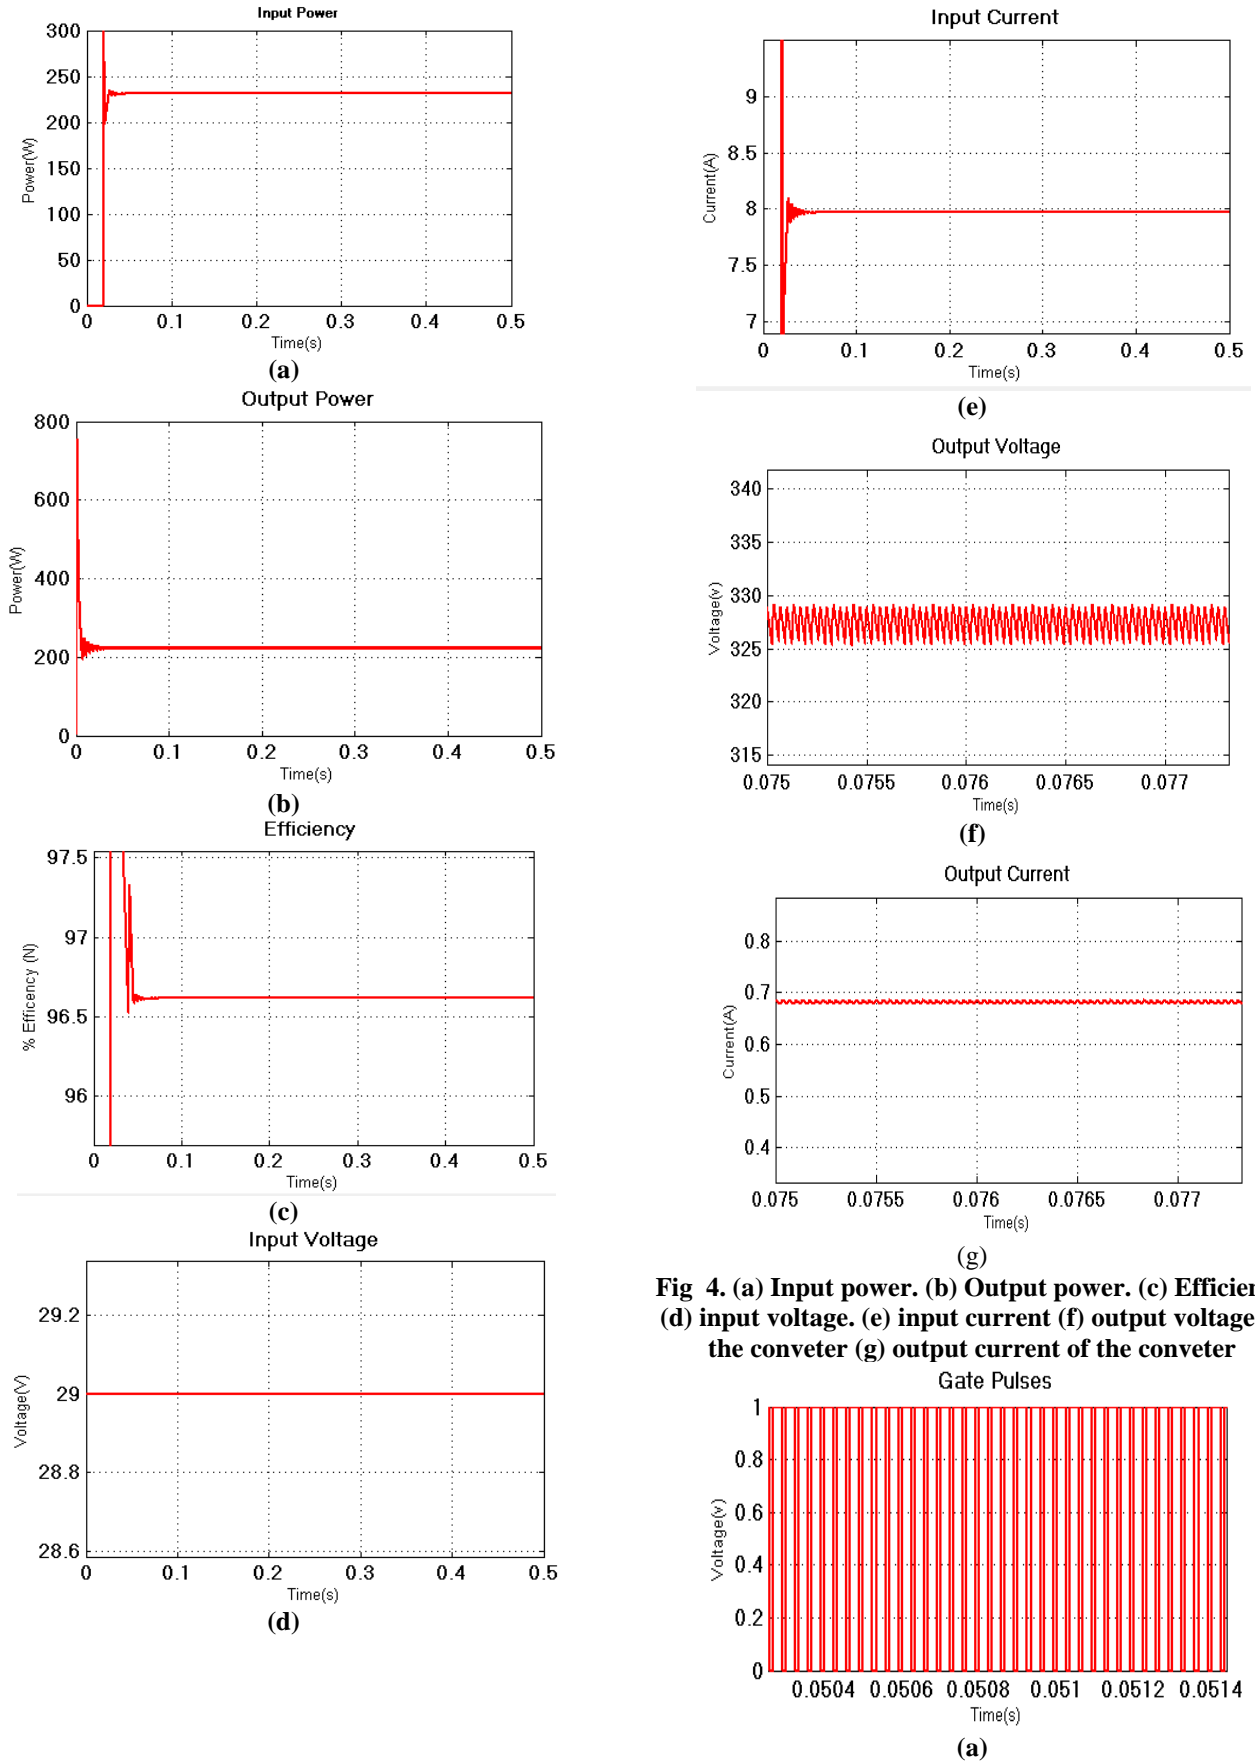 Input Power
300
250
200
150
100
50
0
Power(W)
0 0.1 0.2 0.3 0.4 0.5
Time(s)
(a)
Output Power
800
600
400
200
0
Power(W)
0 0.1 0.2 0.3 0.4 0.5
Time(s)
(b)
Efficiency
97.5
97
96.5
96
% Efficency (N)
0 0.1 0.2 0.3 0.4 0.5
Time(s)
(c)
Input Voltage
29.2
29
28.8
28.6
Voltage(V)
0 0.1 0.2 0.3 0.4 0.5
Time(s)
(d)
Input Current
9
8.5
8
7.5
7
Current(A)
0 0.1 0.2 0.3 0.4 0.5
Time(s)
(e)
Output Voltage
340
335
330
325
320
315
Voltage(v)
0.075 0.0755 0.076 0.0765 0.077
Time(s)
(f)
Output Current
0.8
0.7
0.6
0.5
0.4
Current(A)
0.075 0.0755 0.076 0.0765 0.077
Time(s)
(g)
Fig 4. (a) Input power. (b) Output power. (c) Efficien
(d) input voltage. (e) input current (f) output voltage
the conveter (g) output current of the conveter
Gate Pulses
1
0.8
0.6
0.4
0.2
0
Voltage(v)
0.0504 0.0506 0.0508 0.051 0.0512 0.0514
Time(s)
(a)